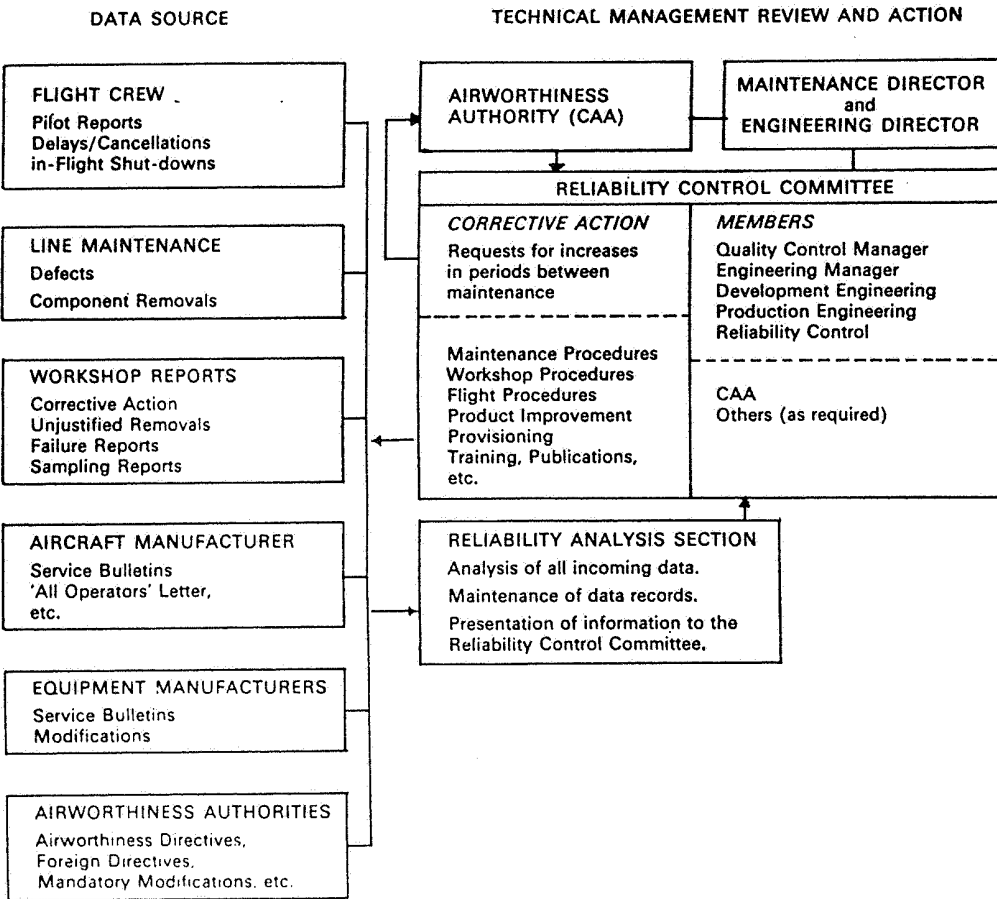 DATA SOURCE
TECHNICAL MANAGEMENT REVIEW AND ACTION
FLIGHT CREW
Pilot Reports
Delays/Cancellations
in-Flight Shut-downs
LINE MAINTENANCE
Defects
Component Removals
WORKSHOP REPORTS
Corrective Action
Unjustified Removals
Failure Reports
Sampling Reports
AIRCRAFT MANUFACTURER
Service Bulletins
'All Operators' Letter,
etc.
EQUIPMENT MANUFACTURERS
Service Bulletins
Modifications
AIRWORTHINESS AUTHORITIES
Airworthiness Directives,
Foreign Directives,
Mandatory Modifications, etc.
AIRWORTHINESS
AUTHORITY (CAA)
MAINTENANCE DIRECTOR
and
ENGINEERING DIRECTOR
RELIABILITY CONTROL COMMITTEE
CORRECTIVE ACTION
Requests for increases
in periods between
maintenance
Maintenance Procedures
Workshop Procedures
Flight Procedures
Product Improvement
Provisioning
Training, Publications,
etc.
MEMBERS
Quality Control Manager
Engineering Manager
Development Engineering
Production Engineering
Reliability Control
CAA
Others (as required)
RELIABILITY ANALYSIS SECTION
Analysis of all incoming data.
Maintenance of data records.
Presentation of information to the
Reliability Control Committee.